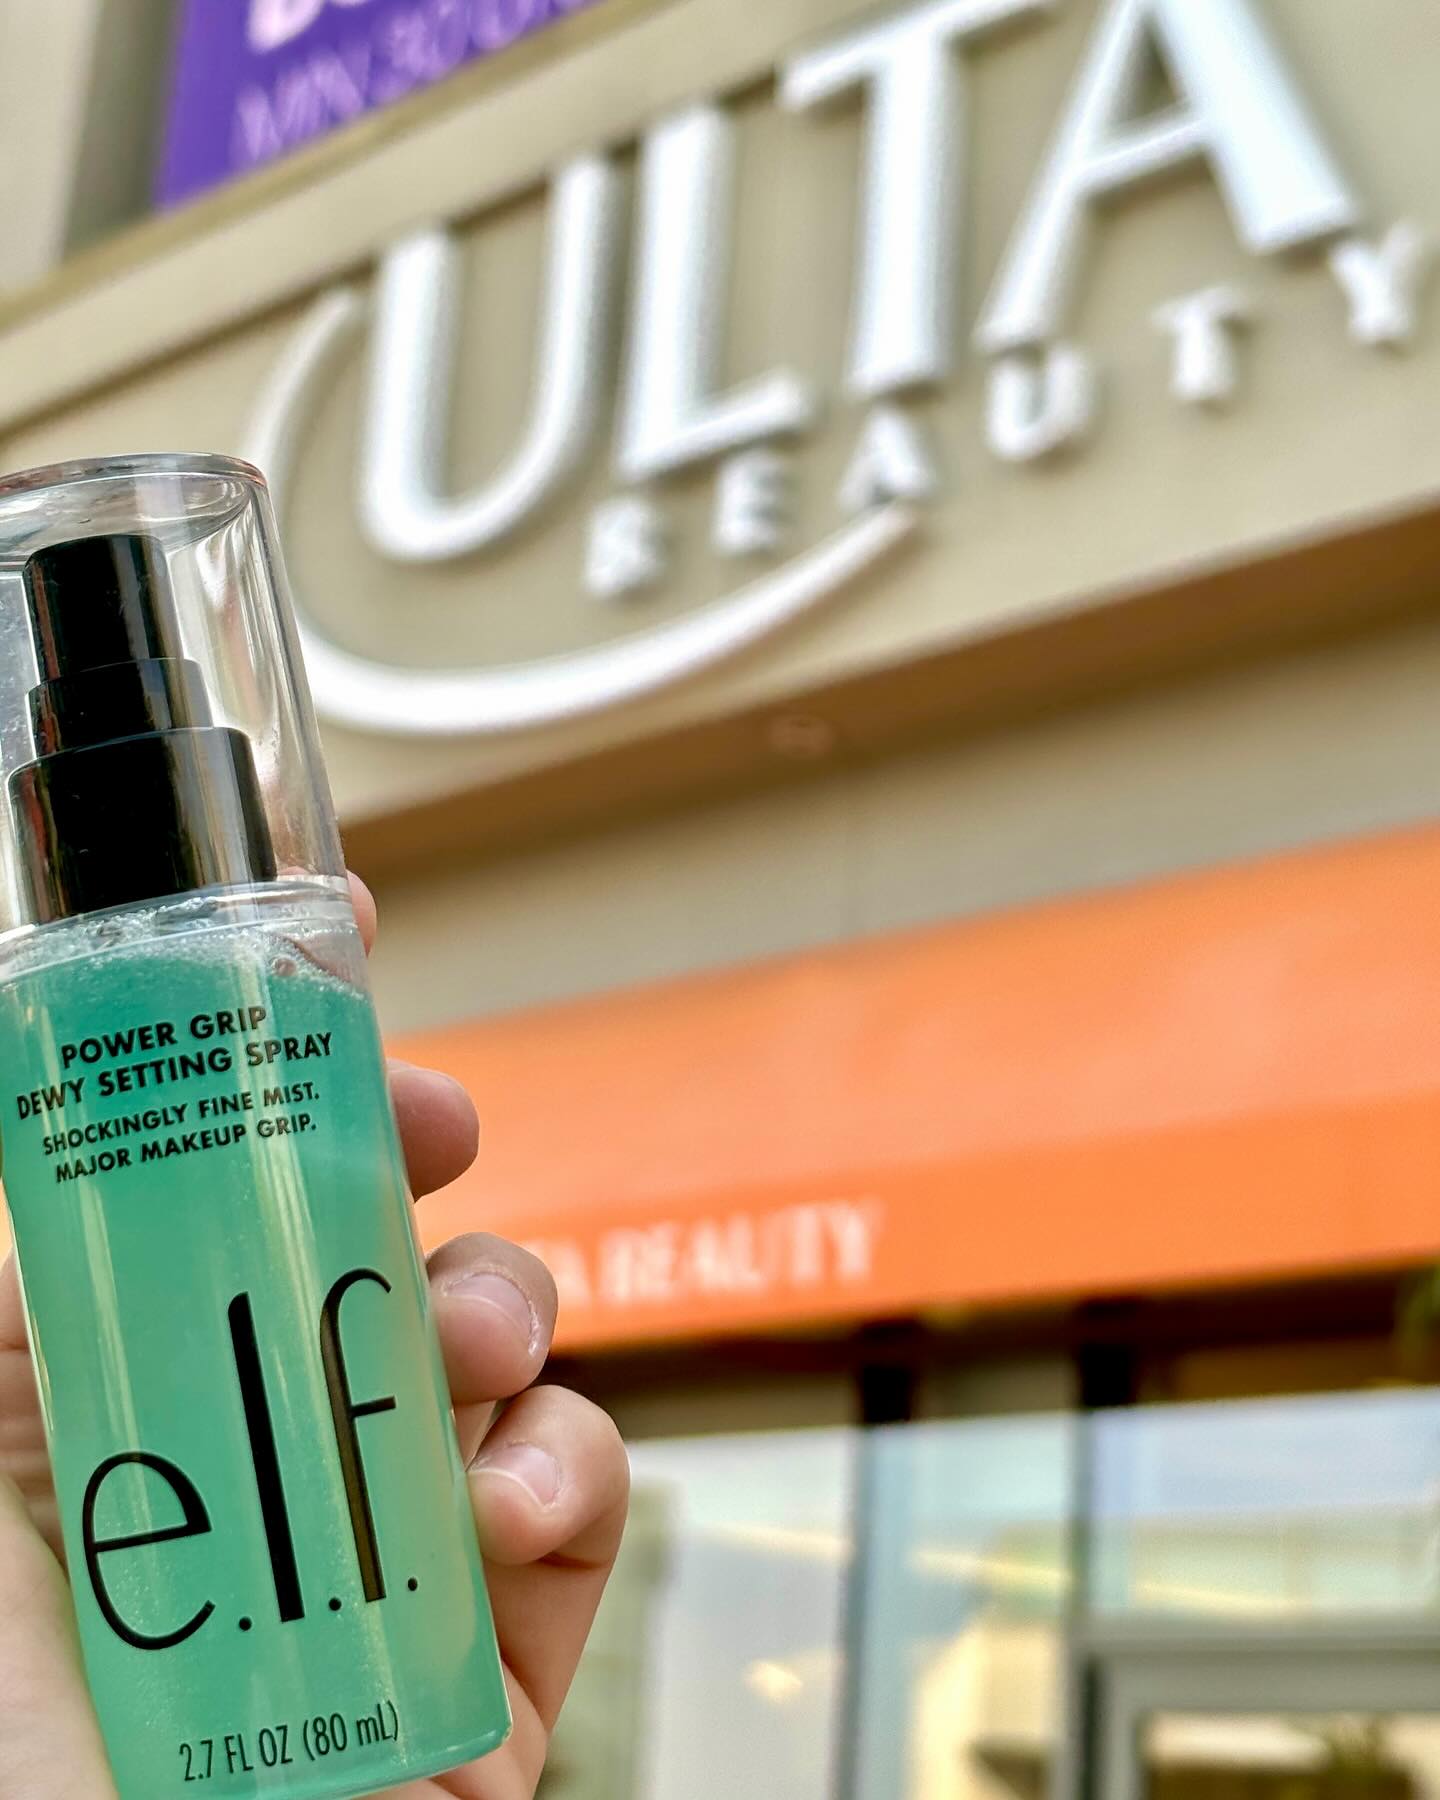 ULTA
BEAUTY
POWER GRIP
DEWY SETTING SPRAY
SHOCKINGLY FINE MIST.
MAJOR MAKEUP GRIP.
BEAUTY
e.l.f.
2.7 FL OZ (80 mL)